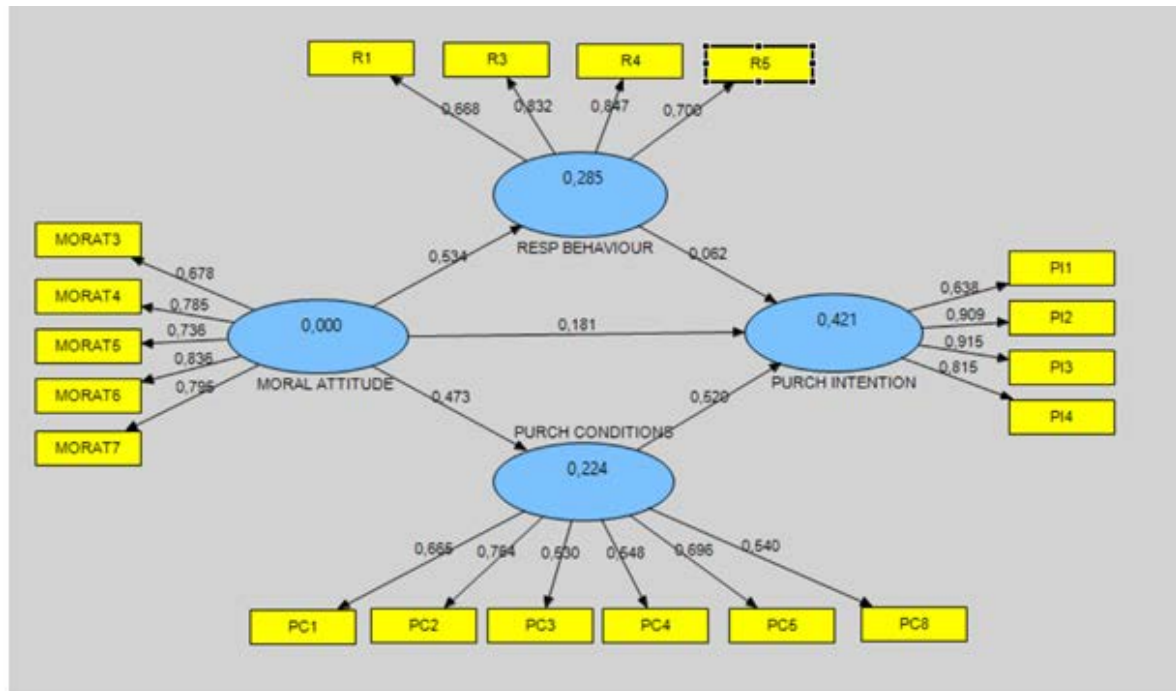 R1
R3
R4
R5
0,668
0,832
0,847
0,700
0,285
RESP BEHAVIOUR
MORAT3
MORAT4
MORAT5
MORAT6
MORAT7
0,678
0,785
0,736
0,836
0,795
0,534
0,062
0,000
MORAL ATTITUDE
0,181
0,421
PURCH INTENTION
0,638
0,909
0,915
0,815
PI1
PI2
PI3
PI4
0,473
0,520
PURCH CONDITIONS
0,224
0,665
0,764
0,530
0,548
0,696
0,540
PC1
PC2
PC3
PC4
PC5
PC8